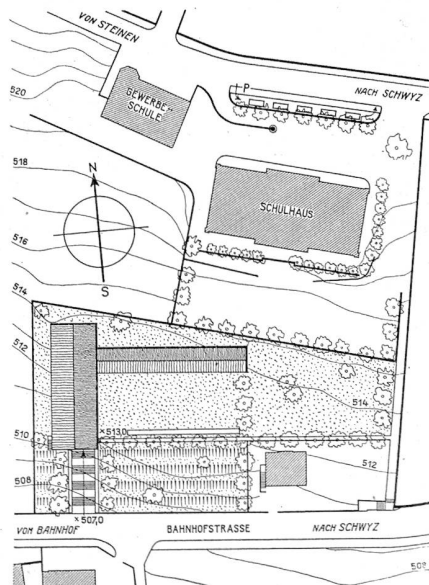 VON STEINEN
NACH SCHWYZ
P
520
GEWERBE-
SCHULE
518
SCHULHAUS
N
516
S
514
512
514
×513,0
510
512
508
×507,0
VOM BAHNHOF
BAHNHOFSTRASSE
NACH SCHWYZ